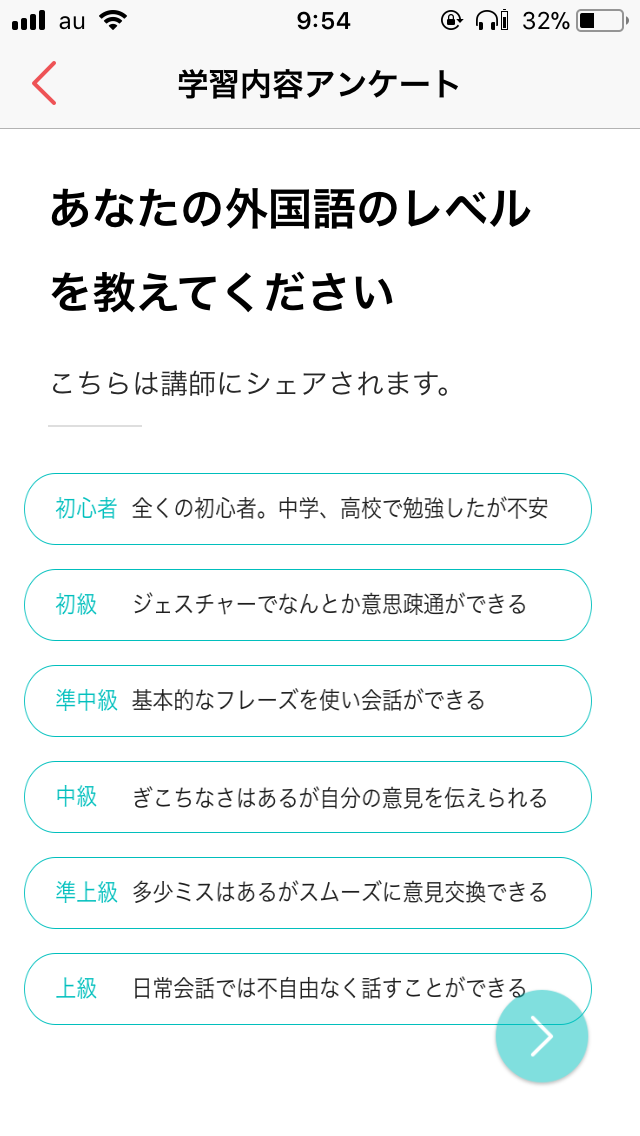 au 9:54 32%
学習内容アンケート
あなたの外国語のレベル
を教えてください
こちらは講師にシェアされます。
初心者 全くの初心者。中学、高校で勉強したが不安
初級 ジェスチャーでなんとか意思疎通ができる
準中級 基本的なフレーズを使い会話ができる
中級 ぎこちなさはあるが自分の意見を伝えられる
準上級 多少ミスはあるがスムーズに意見交換できる
上級 日常会話では不自由なく話すことができる